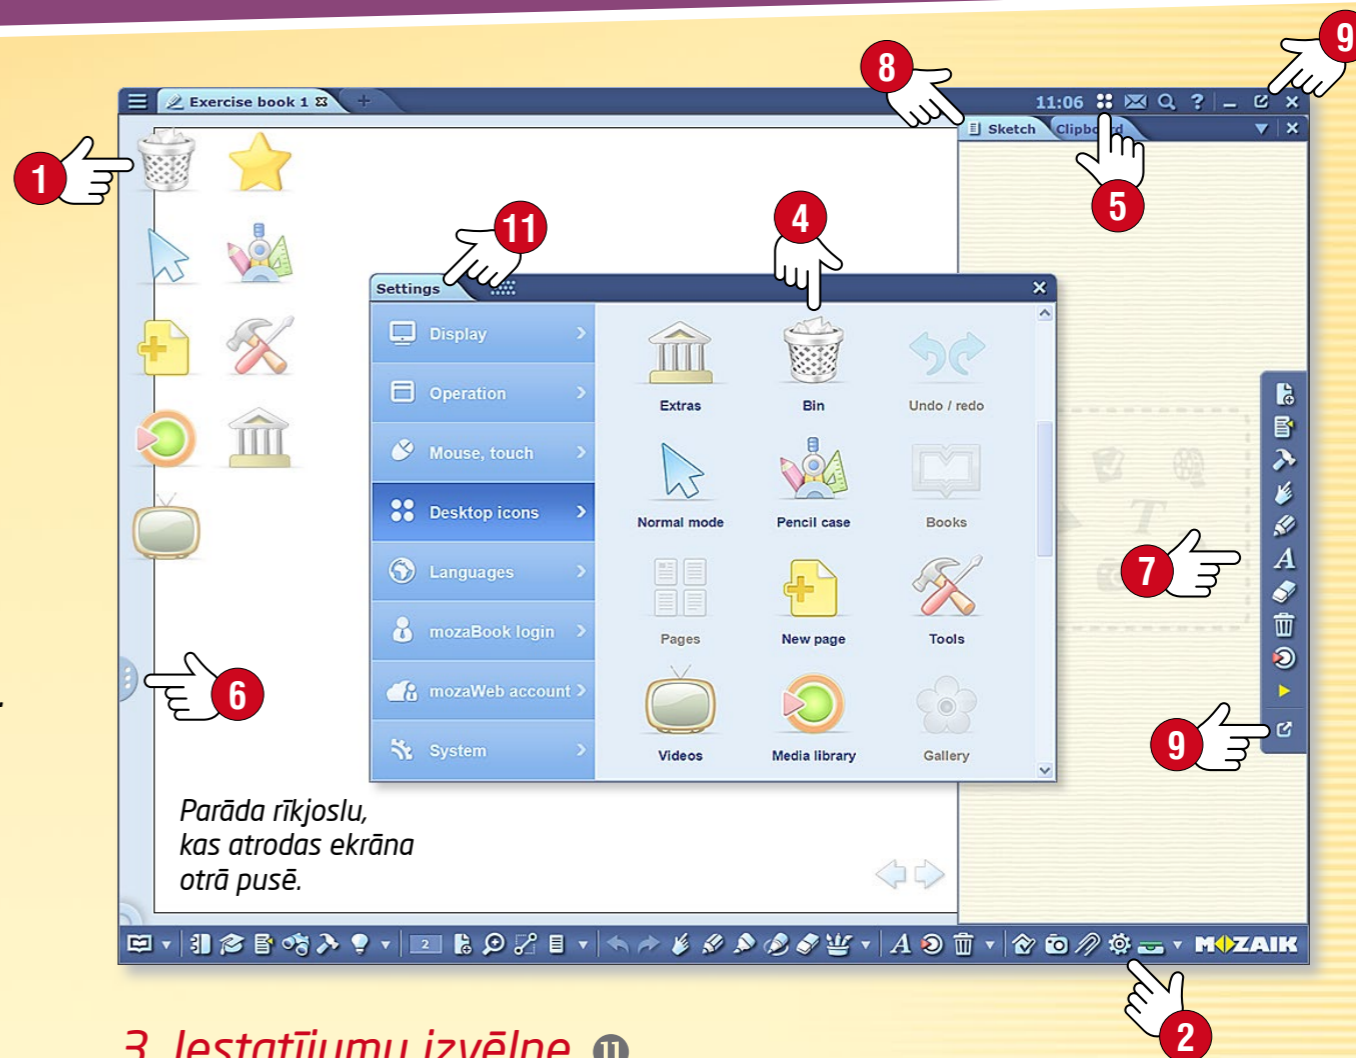 9
8
Exercise book 1
+
11:06
?
Sketch
1
5
11
4
Settings
Display
Operation
Mouse, touch
Desktop icons
Languages
mozaBook login
mozaWeb account
System
Extras
Bin
Undo / redo
Normal mode
Pencil case
Books
Pages
New page
Tools
Videos
Media library
Gallery
T
A
7
9
6
Parāda rīkjoslu,
kas atrodas ekrāna
otrā pusē.
2
A
MOZAIK
2
3. Iestatījumu izvēlne 11